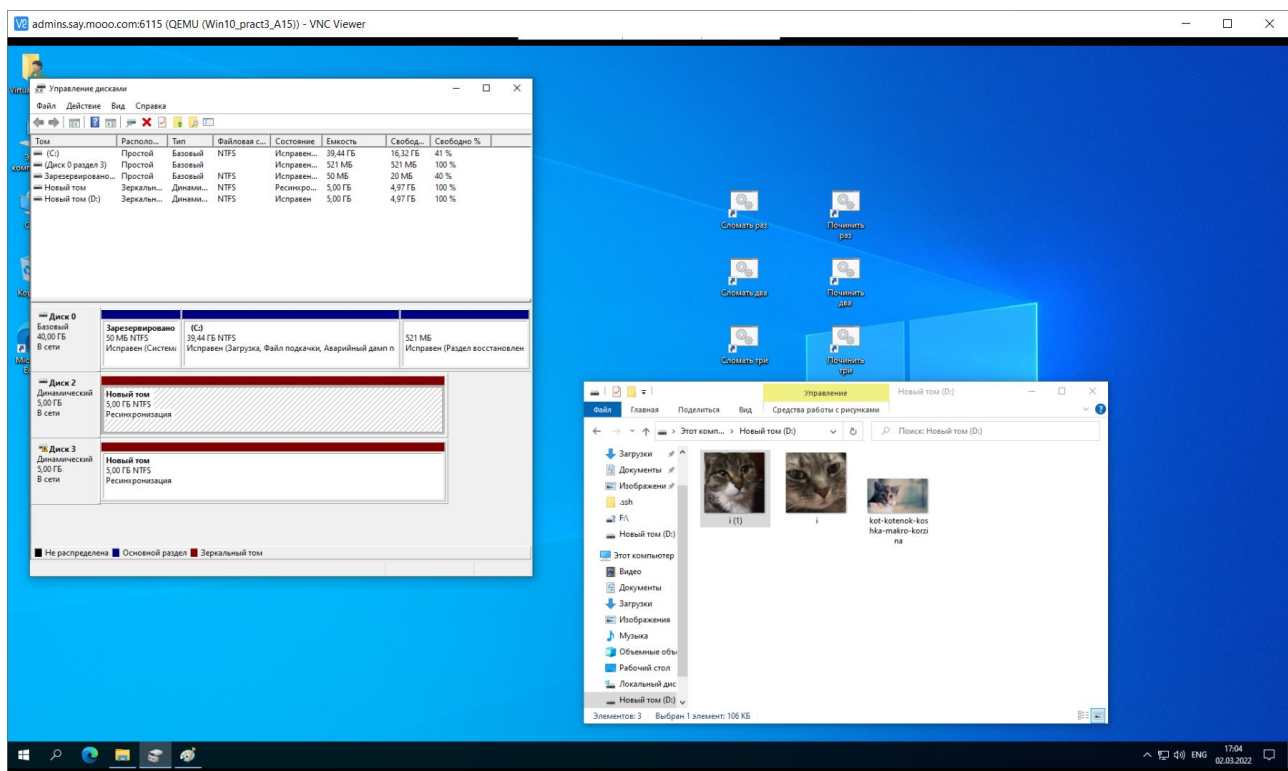 admins.say.mooo.com:6115 (QEMU (Win10_pract3_A15)) - VNC Viewer
Управление дисками
Файл Действие Вид Справка
Том Располо... Тип Файловая с... Состояние Емкость Свобод... Свободно %
(C:) Простой Базовый NTFS Исправен... 39,44 ГБ 16,32 ГБ 41 %
(Диск 0 раздел 3) Простой Базовый Исправен... 521 МБ 521 МБ 100 %
Зарезервировано... Простой Базовый NTFS Исправен... 50 МБ 20 МБ 40 %
Новый том Зеркальн... Динами... NTFS Ресинхро... 5,00 ГБ 4,97 ГБ 100 %
Новый том (D:) Зеркальн... Динами... NTFS Исправен 5,00 ГБ 4,97 ГБ 100 %
Диск 0
Базовый
40,00 ГБ
В сети
Зарезервировано
50 МБ NTFS
Исправен (Система
(C:)
39,44 ГБ NTFS
Исправен (Загрузка, Файл подкачки, Аварийный дамп п
521 МБ
Исправен (Раздел восстановлен
Диск 2
Динамический
5,00 ГБ
В сети
Новый том
5,00 ГБ NTFS
Ресинхронизация
Диск 3
Динамический
5,00 ГБ
В сети
Новый том
5,00 ГБ NTFS
Ресинхронизация
Не распределена Основной раздел Зеркальный том
Сломать раз
Починить
раз
Сломать два
Починить
два
Сломать три
Починить
три
Управление Новый том (D:)
Файл Главная Поделиться Вид Средства работы с рисунками
Этот комп... > Новый том (D:) Поиск: Новый том (D:)
Загрузки
Документы
Изображени
.ssh
F:\
Новый том (D:)
Этот компьютер
Видео
Документы
Загрузки
Изображения
Музыка
Объемные объ
Рабочий стол
Локальный дис
Новый том (D:)
i (1)
i
kot-kotenok-kos
hka-makro-korzi
na
Элементов: 3 Выбран 1 элемент: 106 КБ
ENG
17:04
02.03.2022